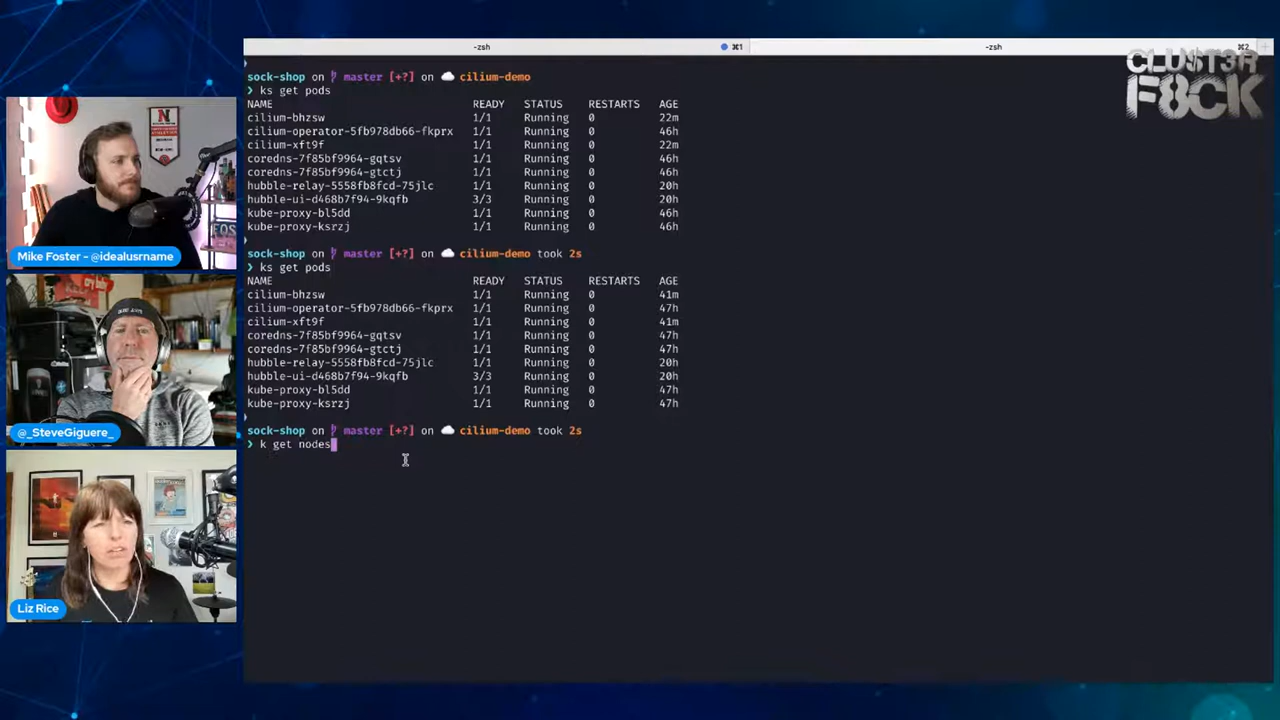 -zsh
⌘1
-zsh
⌘2
CLUST3R
F8CK
sock-shop on master [+?] on cilium-demo
❯ ks get pods
NAME READY STATUS RESTARTS AGE
cilium-bhzsw 1/1 Running 0 22m
cilium-operator-5fb978db66-fkprx 1/1 Running 0 46h
cilium-xft9f 1/1 Running 0 22m
coredns-7f85bf9964-gqtsv 1/1 Running 0 46h
coredns-7f85bf9964-gtctj 1/1 Running 0 46h
hubble-relay-5558fb8fcd-75jlc 1/1 Running 0 20h
hubble-ui-d468b7f94-9kqfb 3/3 Running 0 20h
kube-proxy-bl5dd 1/1 Running 0 46h
kube-proxy-ksrzj 1/1 Running 0 46h
sock-shop on master [+?] on cilium-demo took 2s
❯ ks get pods
NAME READY STATUS RESTARTS AGE
cilium-bhzsw 1/1 Running 0 41m
cilium-operator-5fb978db66-fkprx 1/1 Running 0 47h
cilium-xft9f 1/1 Running 0 41m
coredns-7f85bf9964-gqtsv 1/1 Running 0 47h
coredns-7f85bf9964-gtctj 1/1 Running 0 47h
hubble-relay-5558fb8fcd-75jlc 1/1 Running 0 20h
hubble-ui-d468b7f94-9kqfb 3/3 Running 0 20h
kube-proxy-bl5dd 1/1 Running 0 47h
kube-proxy-ksrzj 1/1 Running 0 47h
sock-shop on master [+?] on cilium-demo took 2s
❯ k get nodes
Mike Foster - @idealusrname
@_SteveGiguere_
Liz Rice